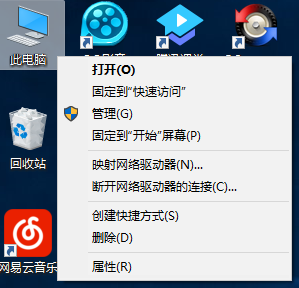 此电脑
打开(O)
固定到"快速访问"
管理(G)
固定到"开始"屏幕(P)
映射网络驱动器(N)...
断开网络驱动器的连接(C)...
创建快捷方式(S)
删除(D)
属性(R)
回收站
网易云音乐